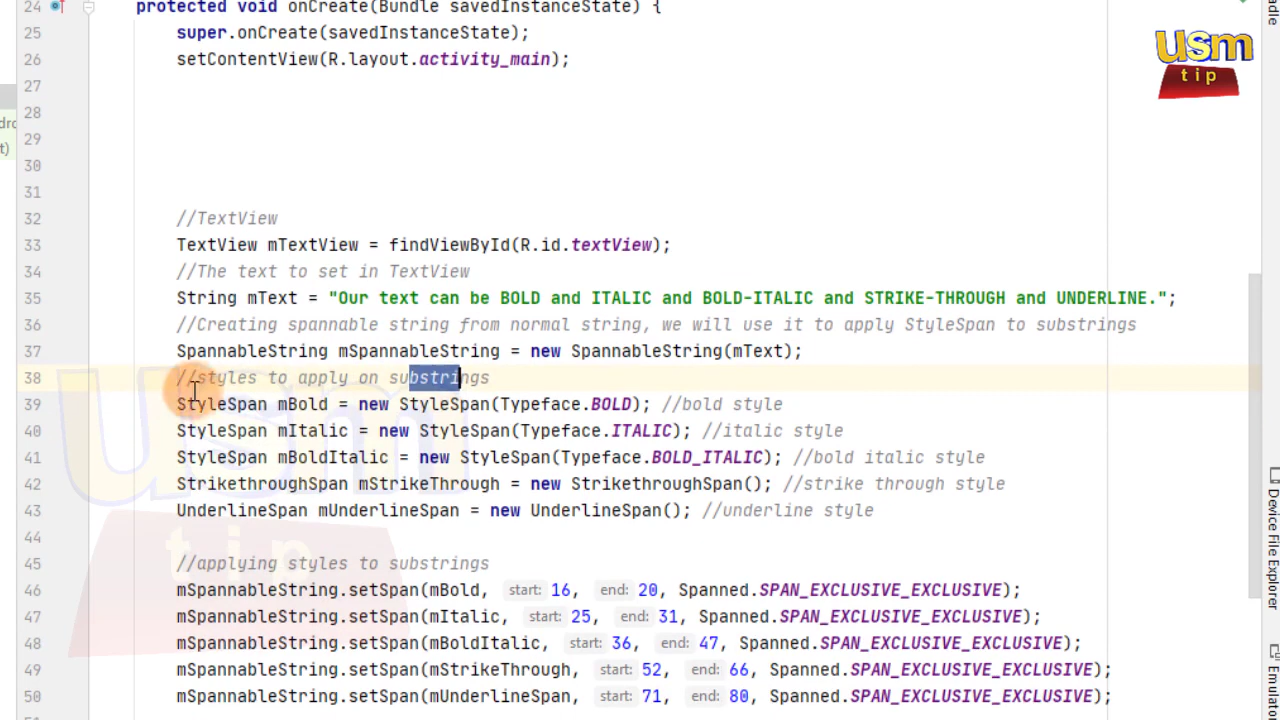 24 protected void onCreate(Bundle savedInstanceState) {
25 super.onCreate(savedInstanceState);
26 setContentView(R.layout.activity_main);
27
28
29
30
31
32 //TextView
33 TextView mTextView = findViewById(R.id.textView);
34 //The text to set in TextView
35 String mText = "Our text can be BOLD and ITALIC and BOLD-ITALIC and STRIKE-THROUGH and UNDERLINE.";
36 //Creating spannable string from normal string, we will use it to apply StyleSpan to substrings
37 SpannableString mSpannableString = new SpannableString(mText);
38 //styles to apply on substrings
39 StyleSpan mBold = new StyleSpan(Typeface.BOLD); //bold style
40 StyleSpan mItalic = new StyleSpan(Typeface.ITALIC); //italic style
41 StyleSpan mBoldItalic = new StyleSpan(Typeface.BOLD_ITALIC); //bold italic style
42 StrikethroughSpan mStrikeThrough = new StrikethroughSpan(); //strike through style
43 UnderlineSpan mUnderlineSpan = new UnderlineSpan(); //underline style
44
45 //applying styles to substrings
46 mSpannableString.setSpan(mBold, start: 16, end: 20, Spanned.SPAN_EXCLUSIVE_EXCLUSIVE);
47 mSpannableString.setSpan(mItalic, start: 25, end: 31, Spanned.SPAN_EXCLUSIVE_EXCLUSIVE);
48 mSpannableString.setSpan(mBoldItalic, start: 36, end: 47, Spanned.SPAN_EXCLUSIVE_EXCLUSIVE);
49 mSpannableString.setSpan(mStrikeThrough, start: 52, end: 66, Spanned.SPAN_EXCLUSIVE_EXCLUSIVE);
50 mSpannableString.setSpan(mUnderlineSpan, start: 71, end: 80, Spanned.SPAN_EXCLUSIVE_EXCLUSIVE);
usm
tip
usm
tip
Device File Explorer